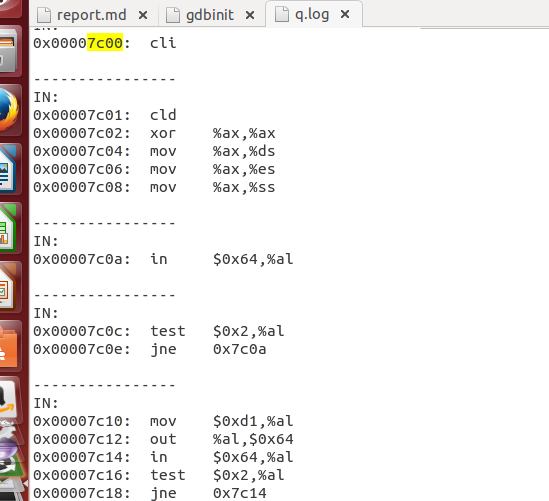 report.md × gdbinit × q.log ×
IN:
0x00007c00: cli
----------------
IN:
0x00007c01: cld
0x00007c02: xor %ax,%ax
0x00007c04: mov %ax,%ds
0x00007c06: mov %ax,%es
0x00007c08: mov %ax,%ss
----------------
IN:
0x00007c0a: in $0x64,%al
----------------
IN:
0x00007c0c: test $0x2,%al
0x00007c0e: jne 0x7c0a
----------------
IN:
0x00007c10: mov $0xd1,%al
0x00007c12: out %al,$0x64
0x00007c14: in $0x64,%al
0x00007c16: test $0x2,%al
0x00007c18: jne 0x7c14